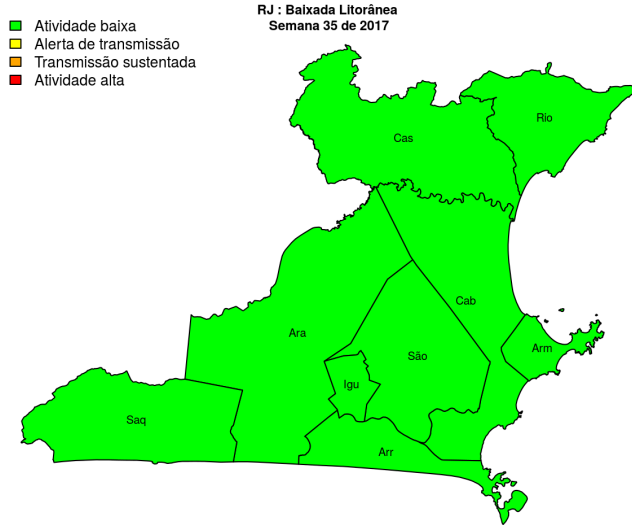 RJ : Baixada Litorânea
Semana 35 de 2017
Atividade baixa
Alerta de transmissão
Transmissão sustentada
Atividade alta
Rio
Cas
Cab
Ara
Arm
São
Igu
Saq
Arr